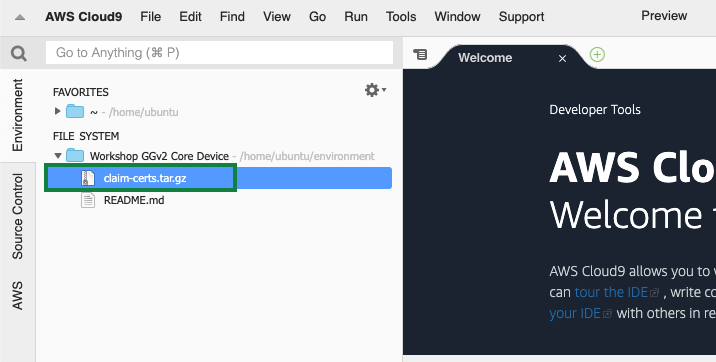 AWS Cloud9 File Edit Find View Go Run Tools Window Support Preview
Go to Anything (⌘ P)
Welcome
Environment
Source Control
AWS
FAVORITES
~ - /home/ubuntu
FILE SYSTEM
Workshop GGv2 Core Device - /home/ubuntu/environment
claim-certs.tar.gz
README.md
Developer Tools
AWS Clo
Welcome
AWS Cloud9 allows you to
can tour the IDE , write co
your IDE with others in re